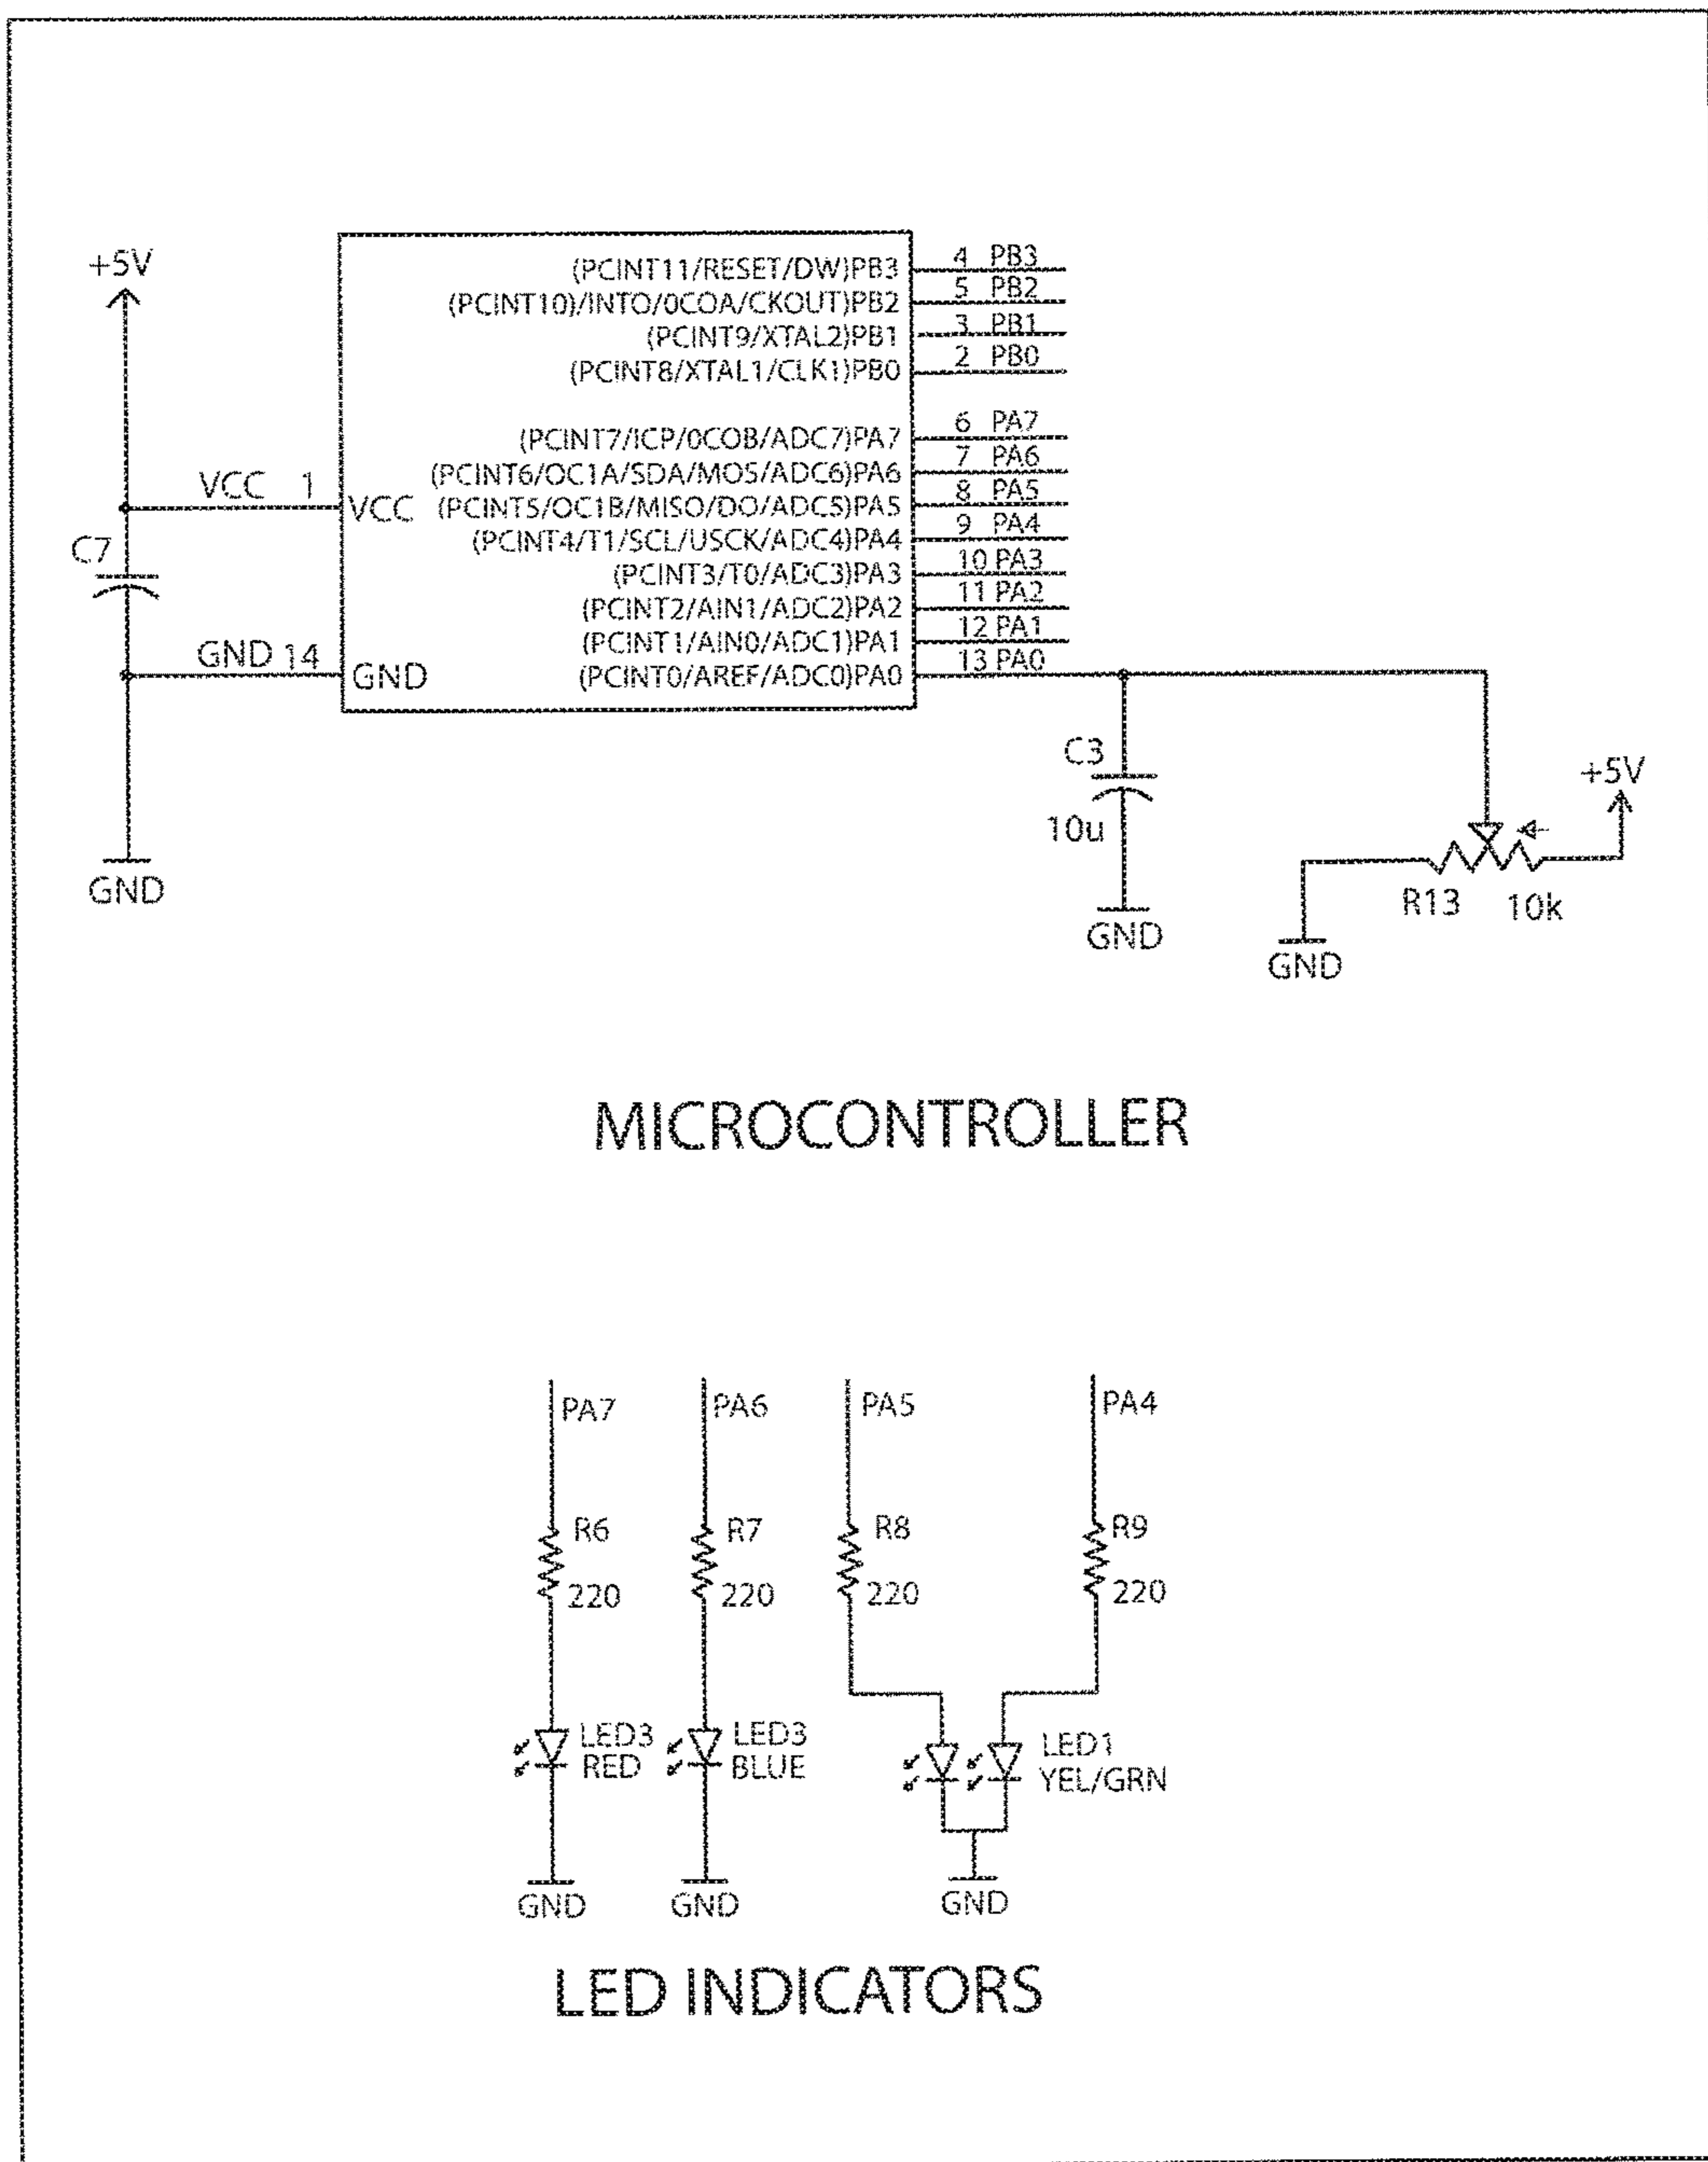 +5V
(PCINT11/RESET/DW)PB3 4 PB3
(PCINT10)/INTO/0COA/CKOUT)PB2 5 PB2
(PCINT9/XTAL2)PB1 3 PB1
(PCINT8/XTAL1/CLK1)PB0 2 PB0
(PCINT7/ICP/0COB/ADC7)PA7 6 PA7
(PCINT6/OC1A/SDA/MOS/ADC6)PA6 7 PA6
VCC 1 VCC (PCINT5/OC1B/MISO/DO/ADC5)PA5 8 PA5
(PCINT4/T1/SCL/USCK/ADC4)PA4 9 PA4
C7
(PCINT3/T0/ADC3)PA3 10 PA3
(PCINT2/AIN1/ADC2)PA2 11 PA2
(PCINT1/AIN0/ADC1)PA1 12 PA1
GND 14 GND (PCINT0/AREF/ADC0)PA0 13 PA0
C3
+5V
10u
GND
R13 10k
GND
GND
MICROCONTROLLER
PA7 PA6 PA5 PA4
R6 R7 R8 R9
220 220 220 220
LED3 LED3 LED1
RED BLUE YEL/GRN
GND GND GND
LED INDICATORS